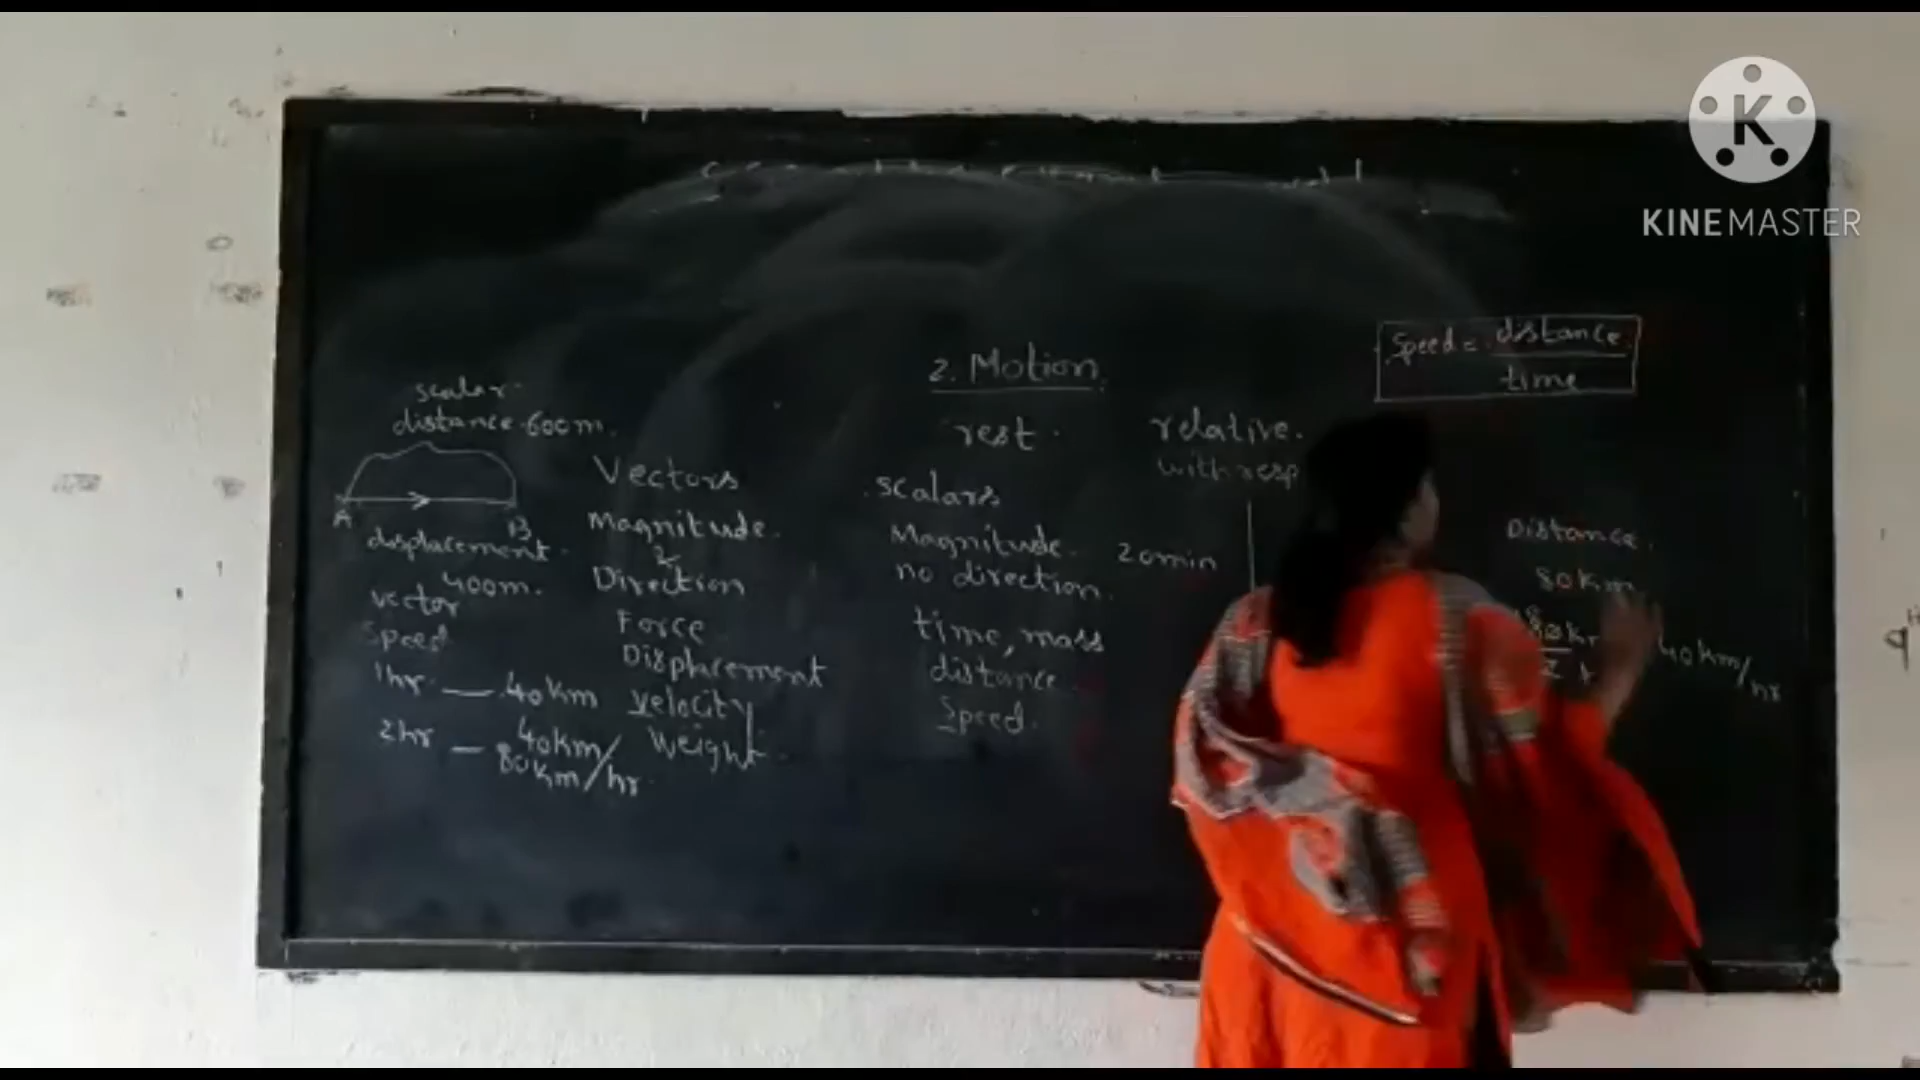 KINEMASTER
2. Motion.
Speed = distance
time
scalar
distance 600m.
A
B
displacement.
400m.
vector
Speed
1hr — 40km
2hr — 40km/
80km/hr.
Vectors
Magnitude.
&
Direction
Force
Displacement
Velocity
Weight.
rest.
scalars
Magnitude.
no direction.
time, mass
distance.
Speed.
relative.
with resp
20min
Distance.
80km
40km/hr